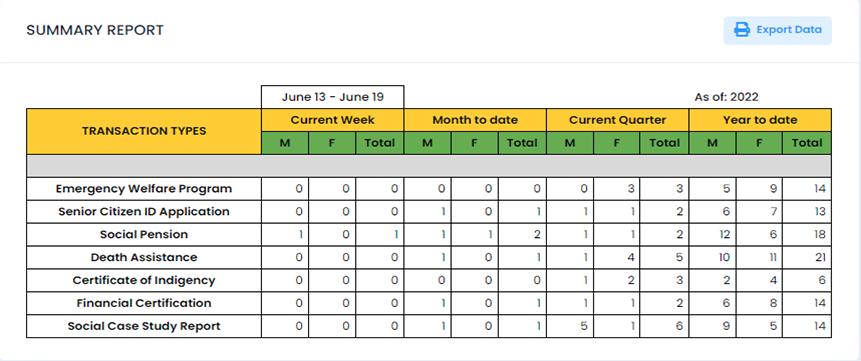 SUMMARY REPORT
Export Data
June 13 - June 19 As of: 2022
TRANSACTION TYPES Current Week Month to date Current Quarter Year to date
M F Total M F Total M F Total M F Total
Emergency Welfare Program 0 0 0 0 0 0 0 3 3 5 9 14
Senior Citizen ID Application 0 0 0 1 0 1 1 1 2 6 7 13
Social Pension 1 0 1 1 1 2 1 1 2 12 6 18
Death Assistance 0 0 0 1 0 1 1 4 5 10 11 21
Certificate of Indigency 0 0 0 0 0 0 1 2 3 2 4 6
Financial Certification 0 0 0 1 0 1 1 1 2 6 8 14
Social Case Study Report 0 0 0 1 0 1 5 1 6 9 5 14